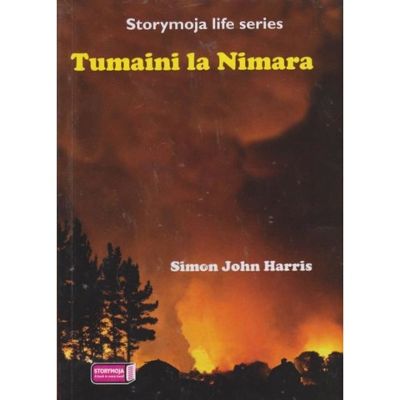 Storymoja life series
Tumaini la Nimara
Simon John Harris
STORYMOJA